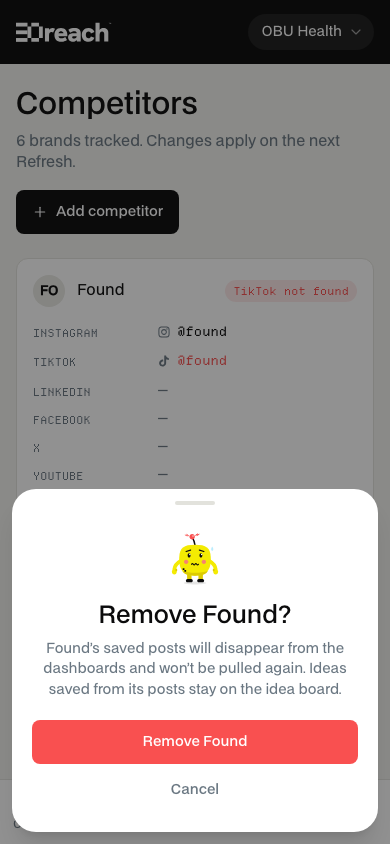 reach
OBU Health
Competitors
6 brands tracked. Changes apply on the next
Refresh.
+ Add competitor
FO Found TikTok not found
INSTAGRAM @found
TIKTOK @found
LINKEDIN —
FACEBOOK —
X —
YOUTUBE —
Remove Found?
Found's saved posts will disappear from the
dashboards and won't be pulled again. Ideas
saved from its posts stay on the idea board.
Remove Found
Cancel